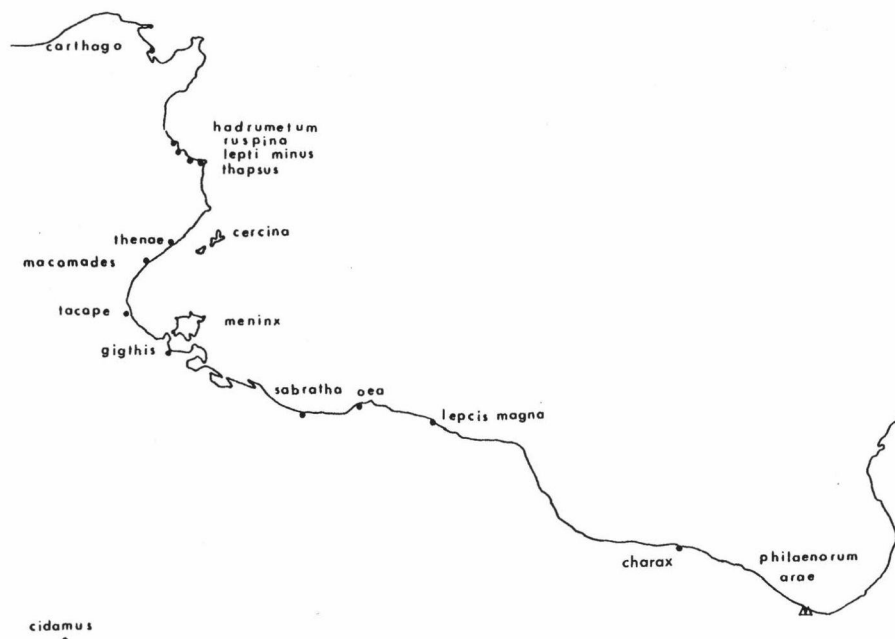 carthago
hadrumetum
ruspina
lepti minus
thapsus
thenae
cercina
macomades
tacape
meninx
gigthis
sabratha
oea
lepcis magna
charax
philaenorum
arae
cidamus